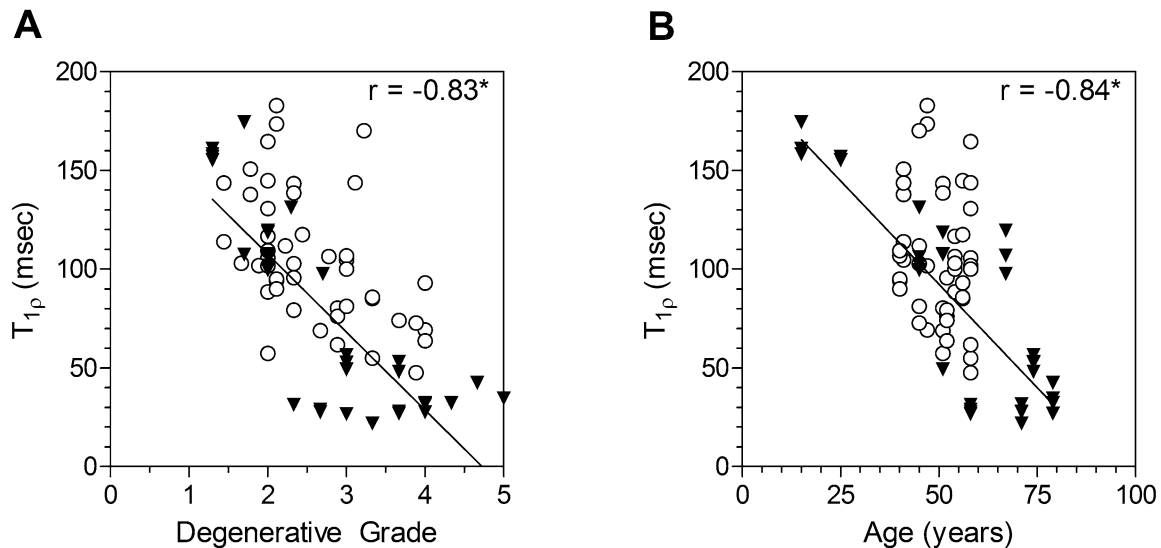 A
r = -0.83*
200
150
100
50
0
T1ρ (msec)
0 1 2 3 4 5
Degenerative Grade
B
r = -0.84*
200
150
100
50
0
T1ρ (msec)
0 25 50 75 100
Age (years)